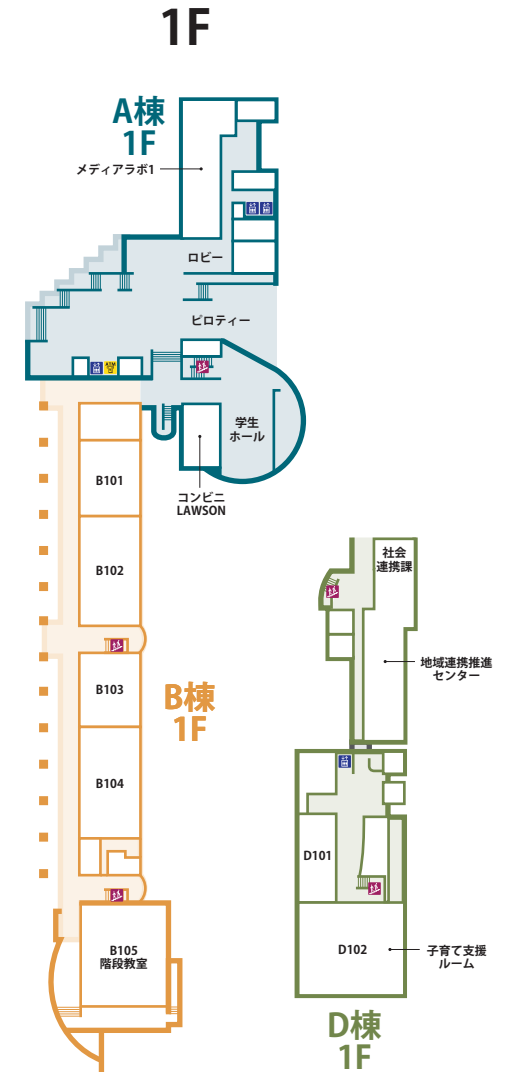 1F
A棟
1F
メディアラボ1
ロビー
ピロティー
ATM
学生
ホール
コンビニ
LAWSON
B101
B102
B103
B棟
1F
B104
B105
階段教室
社会
連携課
地域連携推進
センター
D101
D102
子育て支援
ルーム
D棟
1F